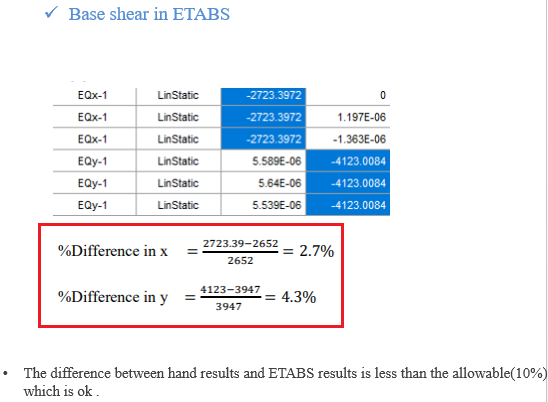 ✓ Base shear in ETABS
EQx-1 LinStatic -2723.3972 0
EQx-1 LinStatic -2723.3972 1.197E-06
EQx-1 LinStatic -2723.3972 -1.363E-06
EQy-1 LinStatic 5.589E-06 -4123.0084
EQy-1 LinStatic 5.64E-06 -4123.0084
EQy-1 LinStatic 5.539E-06 -4123.0084
%Difference in x = 2723.39−2652 / 2652 = 2.7%
%Difference in y = 4123−3947 / 3947 = 4.3%
• The difference between hand results and ETABS results is less than the allowable(10%)
which is ok .